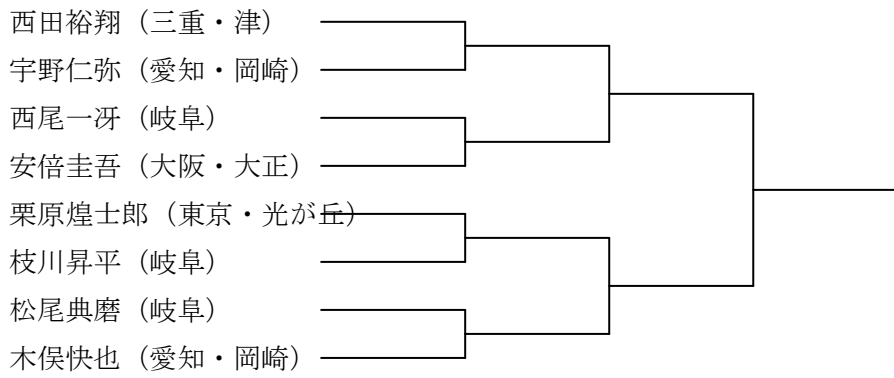 西田裕翔（三重・津）
宇野仁弥（愛知・岡崎）
西尾一冴（岐阜）
安倍圭吾（大阪・大正）
栗原煌士郎（東京・光が丘）
枝川昇平（岐阜）
松尾典磨（岐阜）
木俣快也（愛知・岡崎）